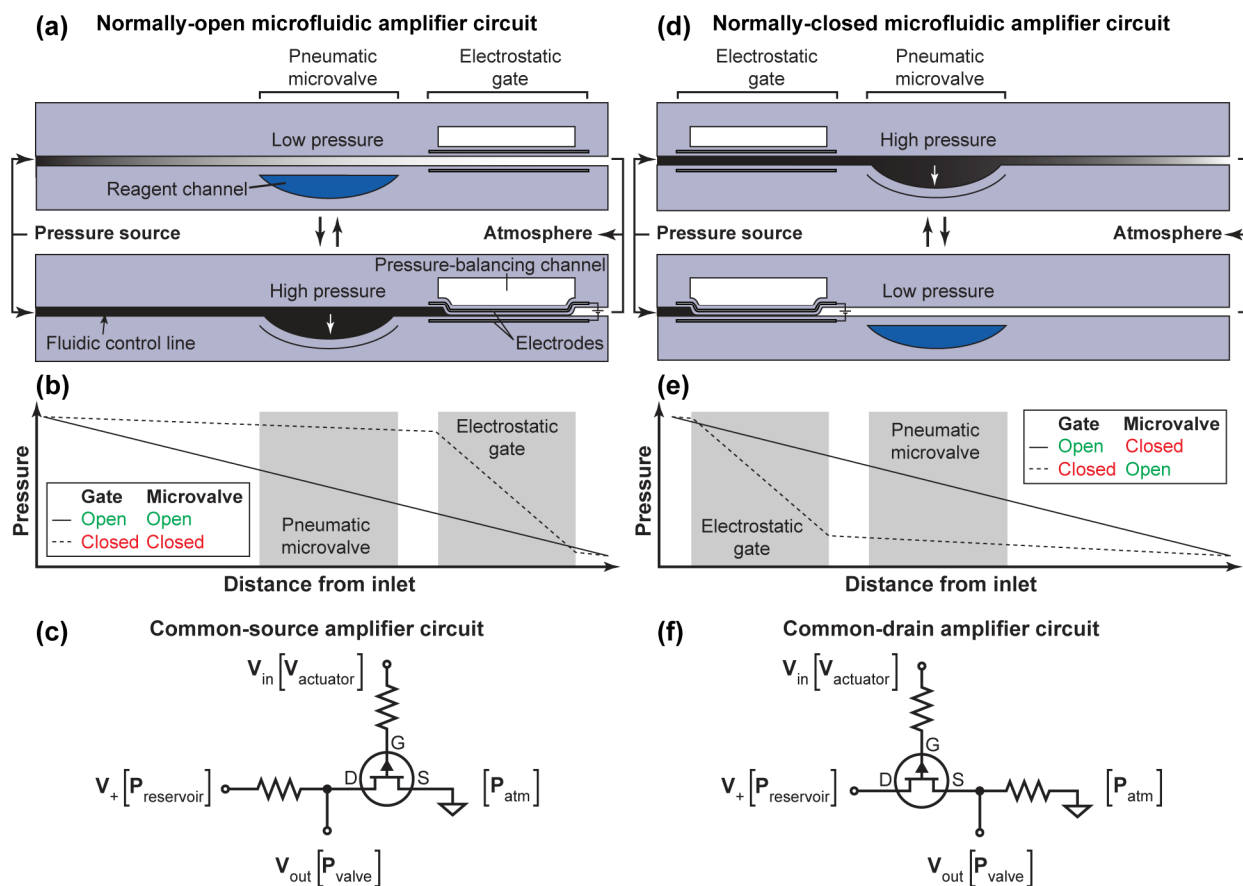 (a) Normally-open microfluidic amplifier circuit
Pneumatic
microvalve
Electrostatic
gate
Low pressure
Reagent channel
Pressure source
Atmosphere
Pressure-balancing channel
High pressure
Fluidic control line
Electrodes
(b)
Pressure
Electrostatic
gate
Gate Microvalve
Open Open
Closed Closed
Pneumatic
microvalve
Distance from inlet
(c) Common-source amplifier circuit
Vin [Vactuator]
G
D S
V+ [Preservoir]
[Patm]
Vout [Pvalve]
(d) Normally-closed microfluidic amplifier circuit
Electrostatic
gate
Pneumatic
microvalve
High pressure
Pressure source
Atmosphere
Low pressure
(e)
Pressure
Pneumatic
microvalve
Gate Microvalve
Open Closed
Closed Open
Electrostatic
gate
Distance from inlet
(f) Common-drain amplifier circuit
Vin [Vactuator]
G
D S
V+ [Preservoir]
[Patm]
Vout [Pvalve]